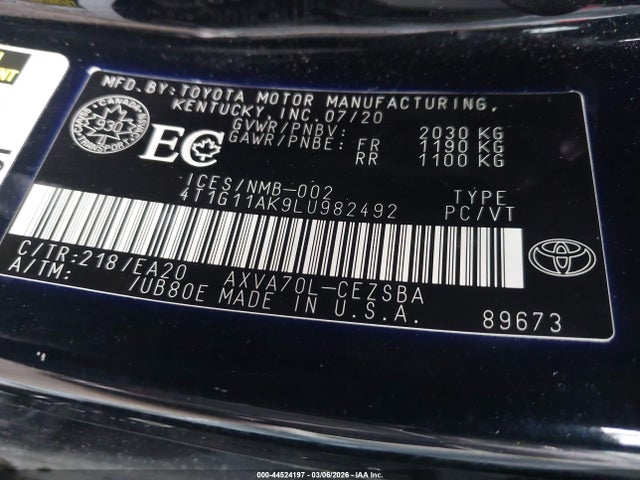 MFD.BY:TOYOTA MOTOR MANUFACTURING,
KENTUCKY, INC.07/20
GVWR/PNBV: 2030 KG
GAWR/PNBE: FR 1190 KG
RR 1100 KG
930
EC
ICES/NMB-002
4T1G11AK9LU982492
TYPE
PC/VT
C/TR:218/EA20 AXVA70L-CEZSBA
A/TM: /UB80E MADE IN U.S.A.
89673
000-44524197 - 03/06/2026 - IAA Inc.